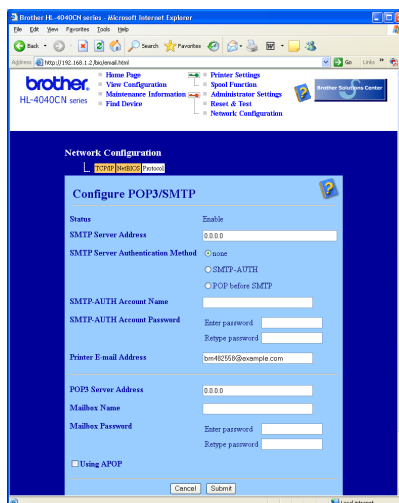 Brother HL-4040CN series - Microsoft Internet Explorer
File Edit View Favorites Tools Help
Back Search Favorites
Address http://192.168.1.2/bio/email.html Go Links
brother.
HL-4040CN series
Home Page
View Configuration
Maintenance Information
Find Device
Printer Settings
Spool Function
Administrator Settings
Reset & Test
Network Configuration
Brother Solutions Center
Network Configuration
TCP/IP NetBIOS Protocol
Configure POP3/SMTP
Status Enable
SMTP Server Address 0.0.0.0
SMTP Server Authentication Method none
SMTP-AUTH
POP before SMTP
SMTP-AUTH Account Name
SMTP-AUTH Account Password Enter password
Retype password
Printer E-mail Address brn482550@example.com
POP3 Server Address 0.0.0.0
Mailbox Name
Mailbox Password Enter password
Retype password
Using APOP
Cancel Submit
Local intranet